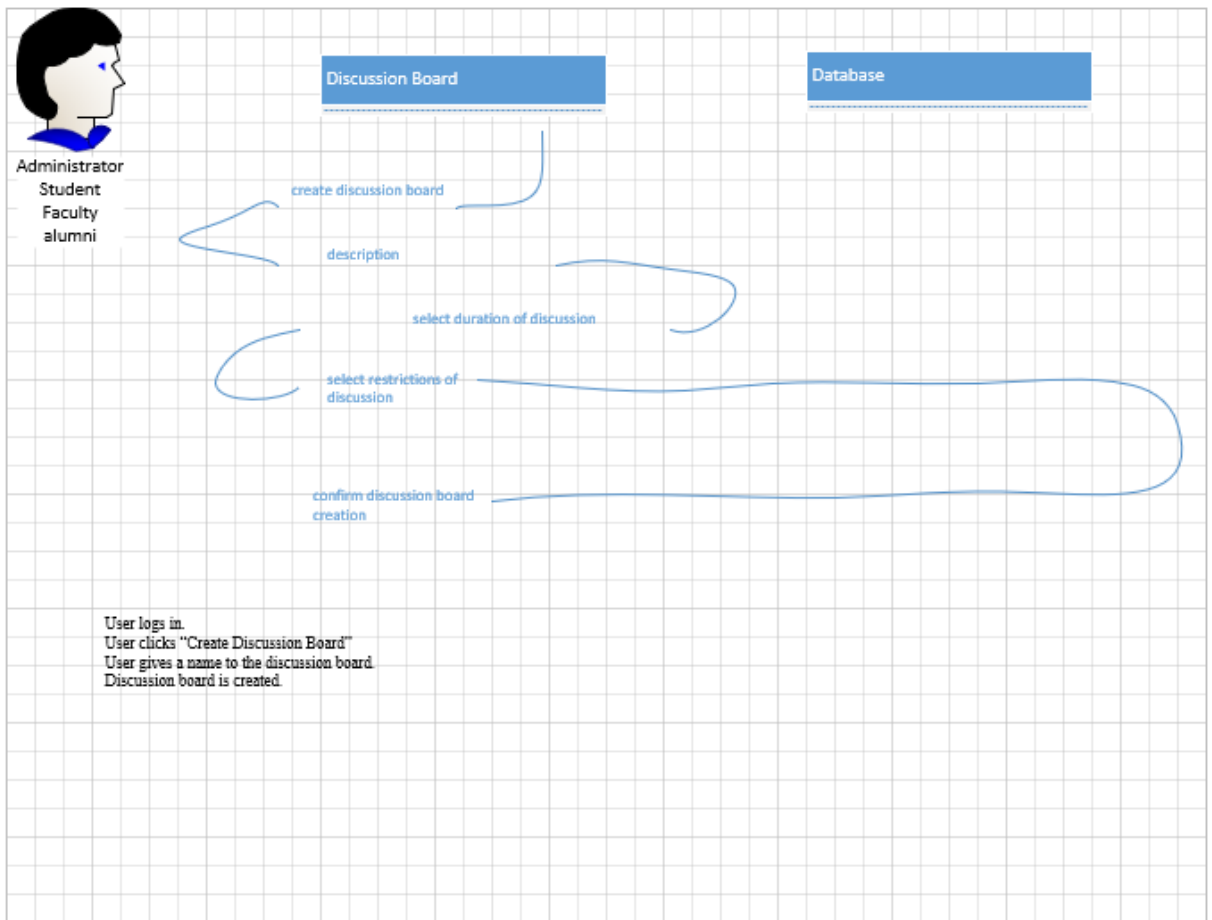 Discussion Board
Database
Administrator
Student
Faculty
alumni
create discussion board
description
select duration of discussion
select restrictions of
discussion
confirm discussion board
creation
User logs in.
User clicks “Create Discussion Board”
User gives a name to the discussion board.
Discussion board is created.